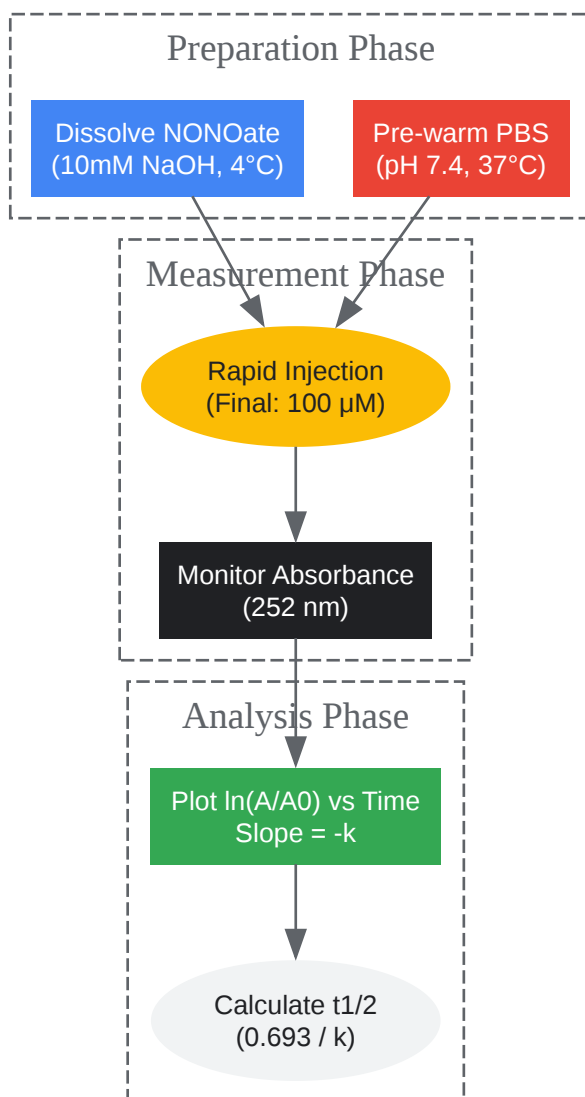 Preparation Phase
Dissolve NONOate
(10mM NaOH, 4°C)
Pre-warm PBS
(pH 7.4, 37°C)
Measurement Phase
Rapid Injection
(Final: 100 μM)
Monitor Absorbance
(252 nm)
Analysis Phase
Plot ln(A/A0) vs Time
Slope = -k
Calculate t1/2
(0.693 / k)